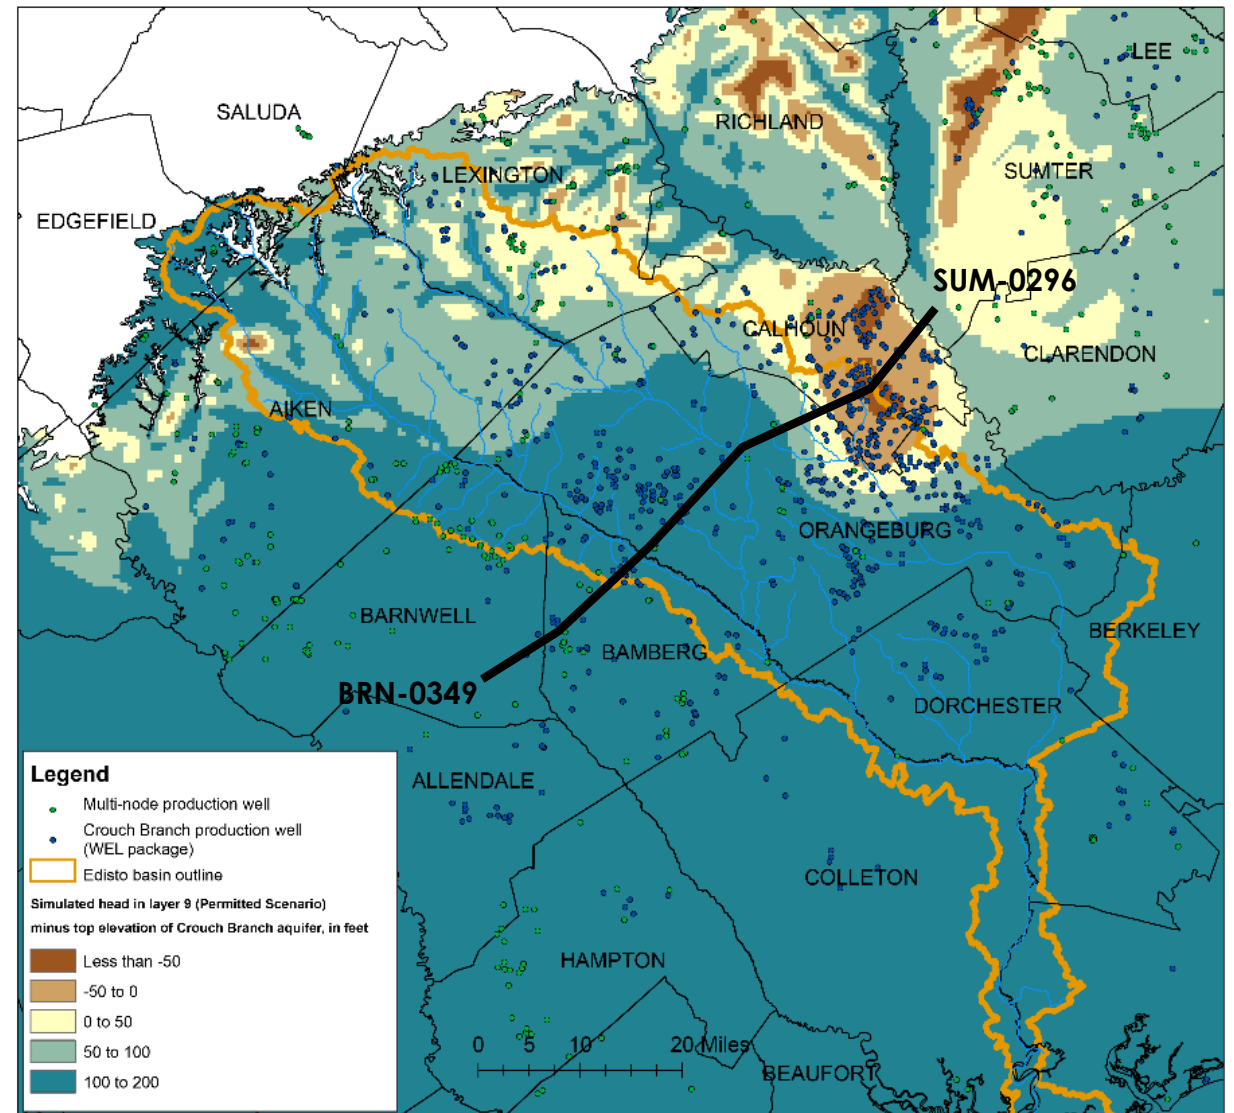 LEE
SALUDA
RICHLAND
LEXINGTON
SUMTER
EDGEFIELD
SUM-0296
CALHOUN
CLARENDON
AIKEN
ORANGEBURG
BARNWELL
BERKELEY
BAMBERG
BRN-0349
DORCHESTER
ALLENDALE
COLLETON
HAMPTON
BEAUFORT
0 5 10 20 Miles
Legend
Multi-node production well
Crouch Branch production well
(WEL package)
Edisto basin outline
Simulated head in layer 9 (Permitted Scenario)
minus top elevation of Crouch Branch aquifer, in feet
Less than -50
-50 to 0
0 to 50
50 to 100
100 to 200